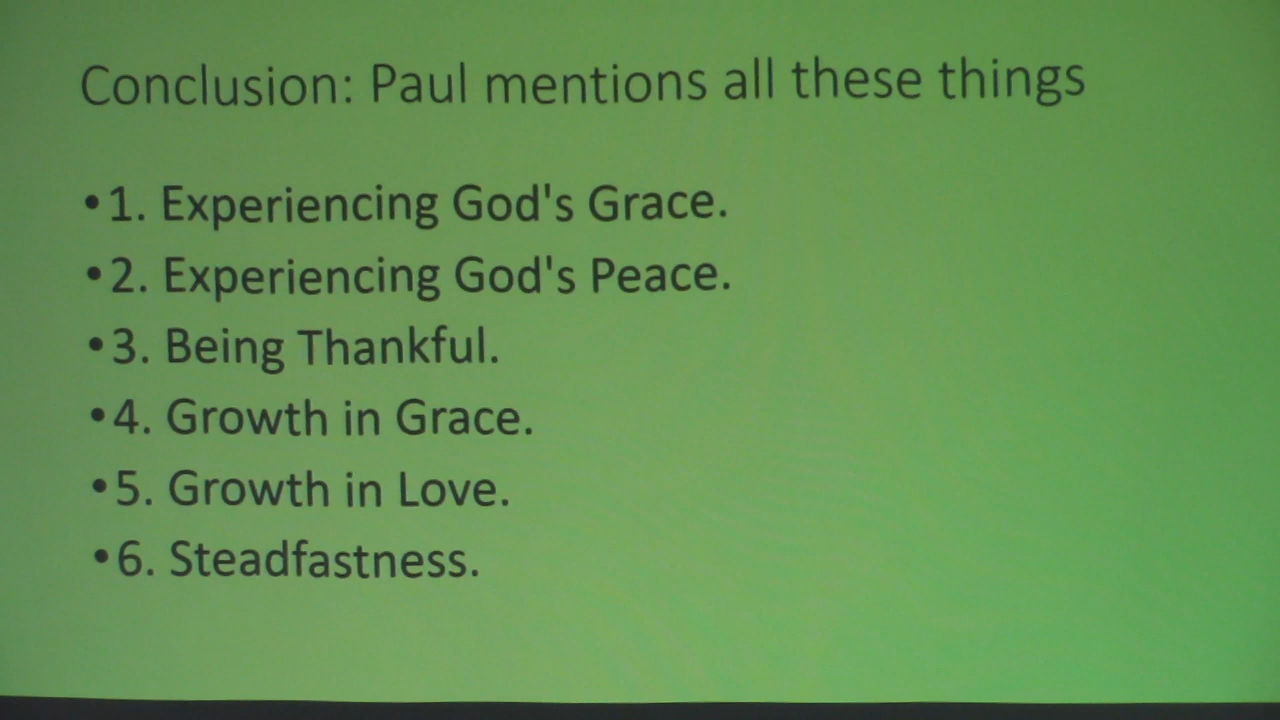 Conclusion: Paul mentions all these things
•1. Experiencing God's Grace.
•2. Experiencing God's Peace.
•3. Being Thankful.
•4. Growth in Grace.
•5. Growth in Love.
•6. Steadfastness.